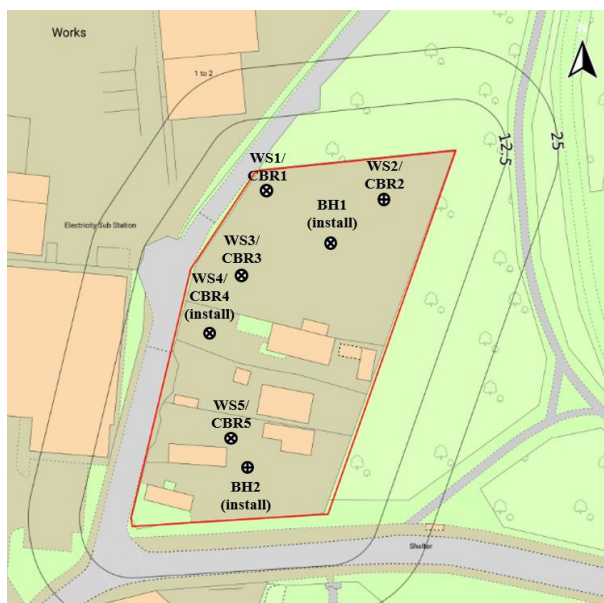 Works
1 to 2
WS1/
CBR1
WS2/
CBR2
BH1
(install)
12.5
25
Electricity Sub Station
WS3/
CBR3
WS4/
CBR4
(install)
WS5/
CBR5
BH2
(install)
Shelter